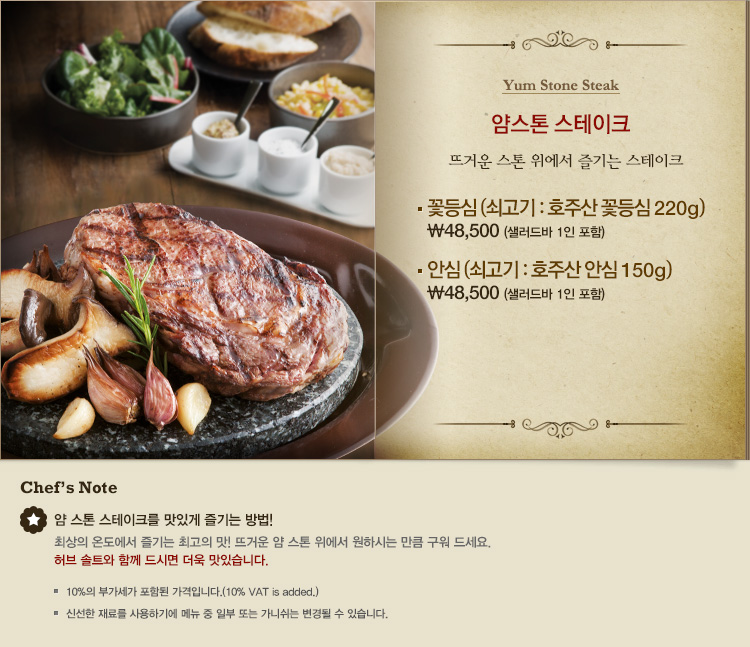 Yum Stone Steak
얌스톤 스테이크
뜨거운 스톤 위에서 즐기는 스테이크
꽃등심 (쇠고기 : 호주산 꽃등심 220g)
₩48,500 (샐러드바 1인 포함)
안심 (쇠고기 : 호주산 안심 150g)
₩48,500 (샐러드바 1인 포함)
Chef's Note
얌 스톤 스테이크를 맛있게 즐기는 방법!
최상의 온도에서 즐기는 최고의 맛! 뜨거운 얌 스톤 위에서 원하시는 만큼 구워 드세요.
허브 솔트와 함께 드시면 더욱 맛있습니다.
10%의 부가세가 포함된 가격입니다.(10% VAT is added.)
신선한 재료를 사용하기에 메뉴 중 일부 또는 가니쉬는 변경될 수 있습니다.